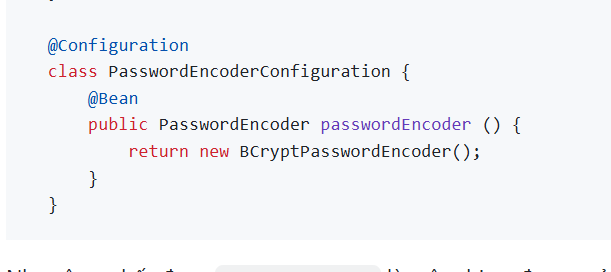 @Configuration
class PasswordEncoderConfiguration {
    @Bean
    public PasswordEncoder passwordEncoder () {
        return new BCryptPasswordEncoder();
    }
}